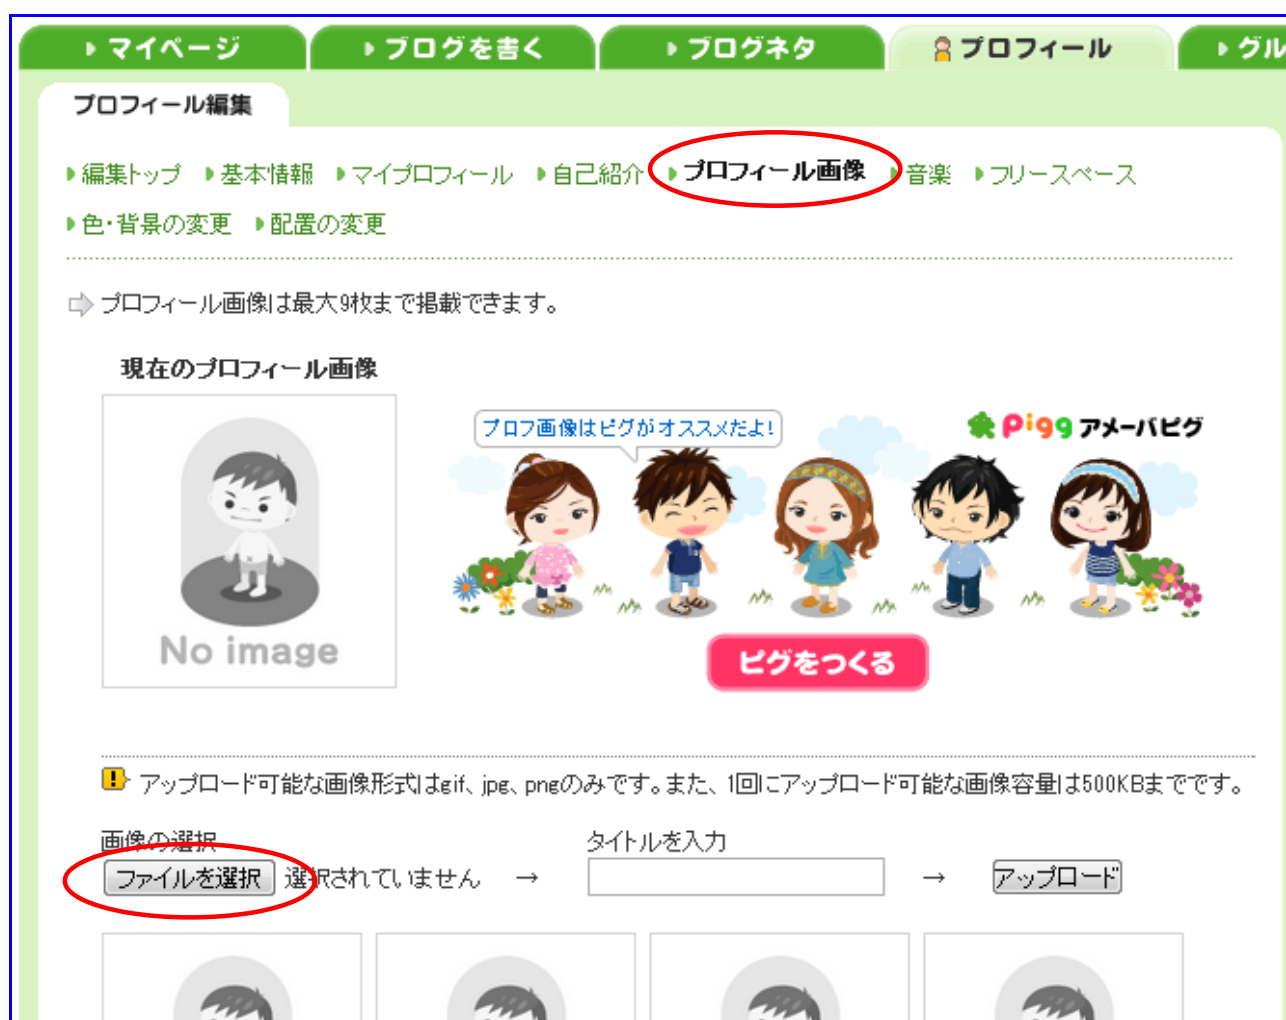 マイページ ブログを書く ブログネタ プロフィール グル
プロフィール編集
編集トップ 基本情報 マイプロフィール 自己紹介 プロフィール画像 音楽 フリースペース
色・背景の変更 配置の変更
プロフィール画像は最大9枚まで掲載できます。
現在のプロフィール画像
プロフ画像はピグがオススメだよ!
Pigg アメーバピグ
No image
ピグをつくる
アップロード可能な画像形式はgif、jpg、pngのみです。また、1回にアップロード可能な画像容量は500KBまでです。
画像の選択 タイトルを入力
ファイルを選択 選択されていません → → アップロード